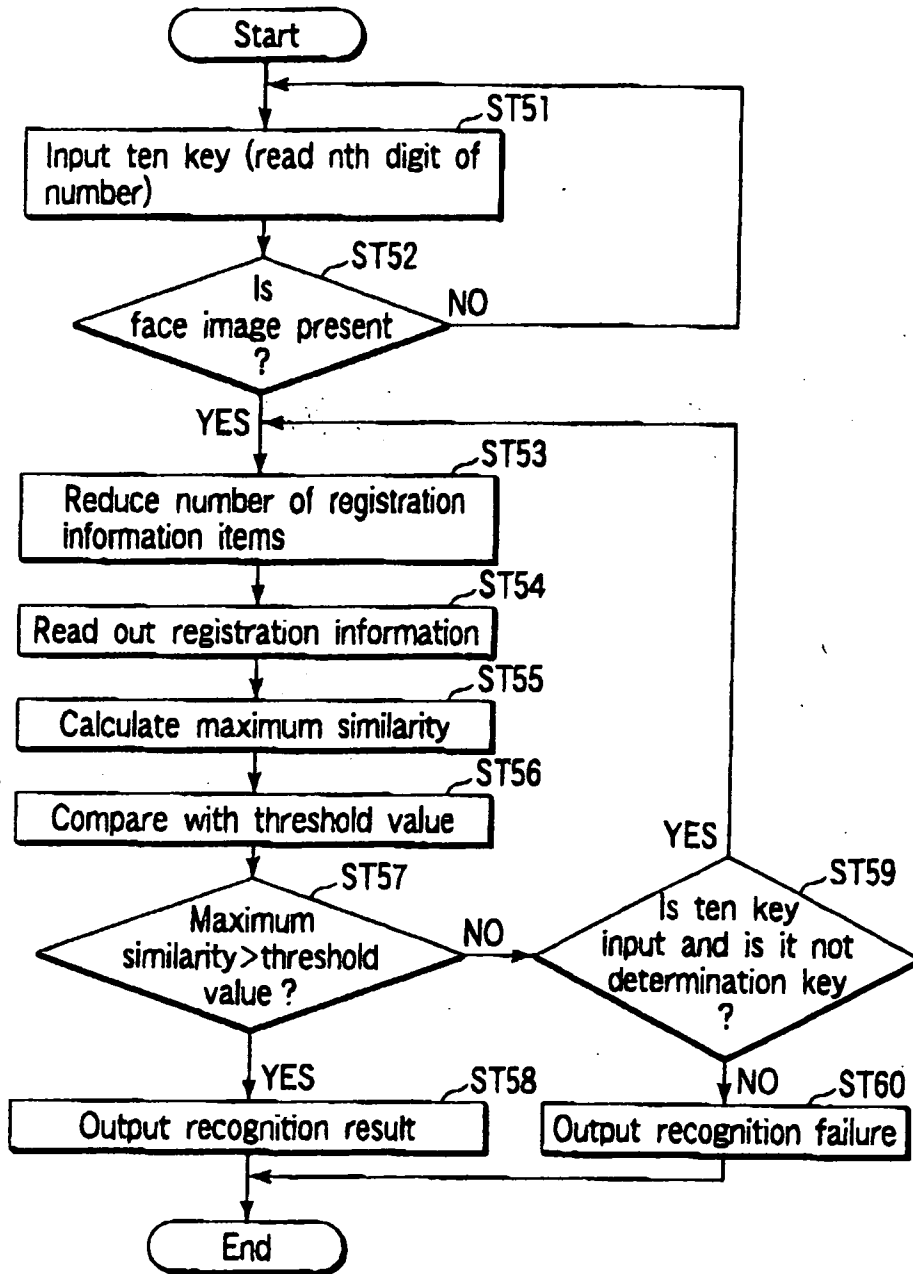 Start
ST51
Input ten key (read nth digit of
number)
ST52
Is
face image present
?
NO
YES
ST53
Reduce number of registration
information items
ST54
Read out registration information
ST55
Calculate maximum similarity
ST56
Compare with threshold value
ST57
Maximum
similarity>threshold
value ?
NO
YES
ST59
Is ten key
input and is it not
determination key
?
YES
ST58
Output recognition result
NO
ST60
Output recognition failure
End